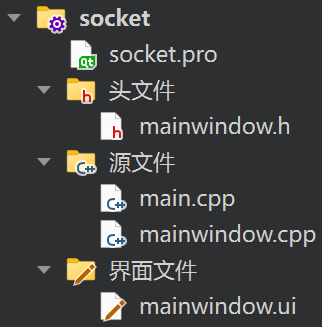 socket
socket.pro
头文件
mainwindow.h
源文件
main.cpp
mainwindow.cpp
界面文件
mainwindow.ui